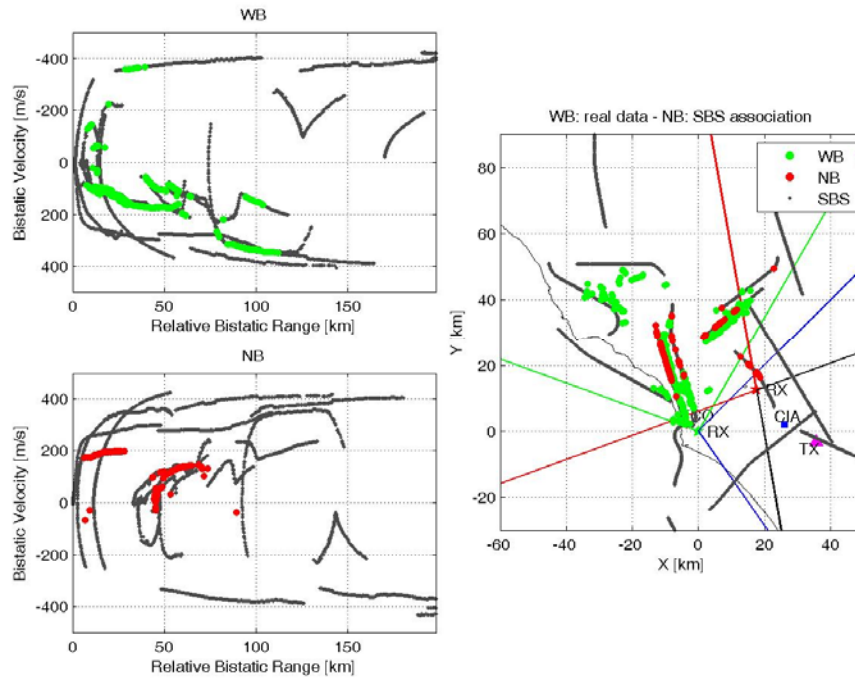 WB
-400
-200
0
200
400
Bistatic Velocity [m/s]
0
50
100
150
Relative Bistatic Range [km]
NB
400
200
0
-200
-400
Bistatic Velocity [m/s]
0
50
100
150
Relative Bistatic Range [km]
WB: real data - NB: SBS association
WB
NB
SBS
80
60
40
20
0
-20
Y [km]
RX
RX
CIA
TX
-60
-40
-20
0
20
40
X [km]